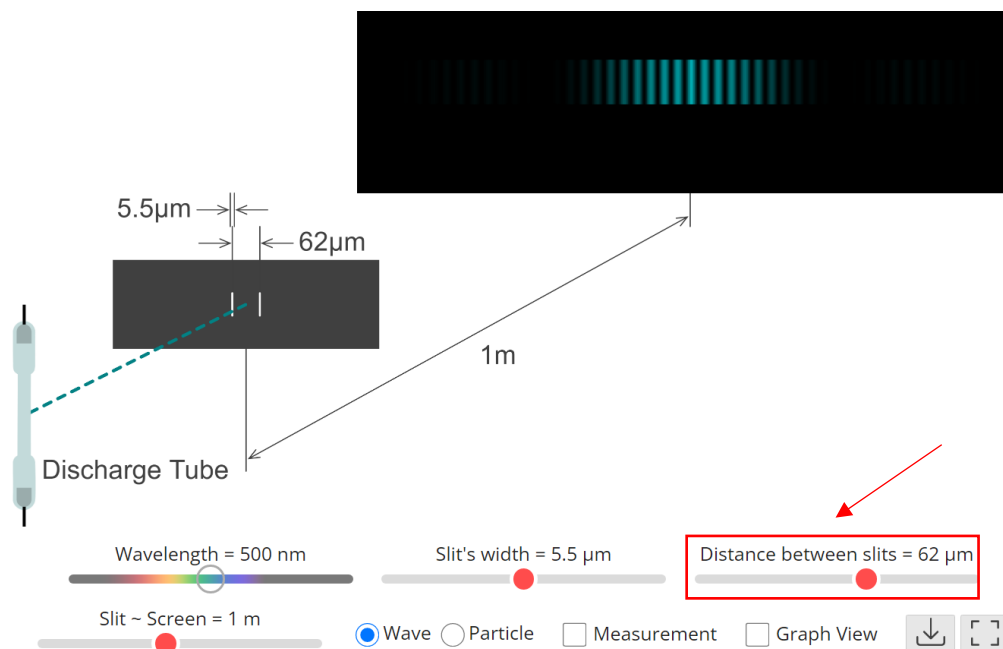 5.5μm
62μm
1m
Discharge Tube
Wavelength = 500 nm
Slit's width = 5.5 μm
Distance between slits = 62 μm
Slit ~ Screen = 1 m
Wave
Particle
Measurement
Graph View